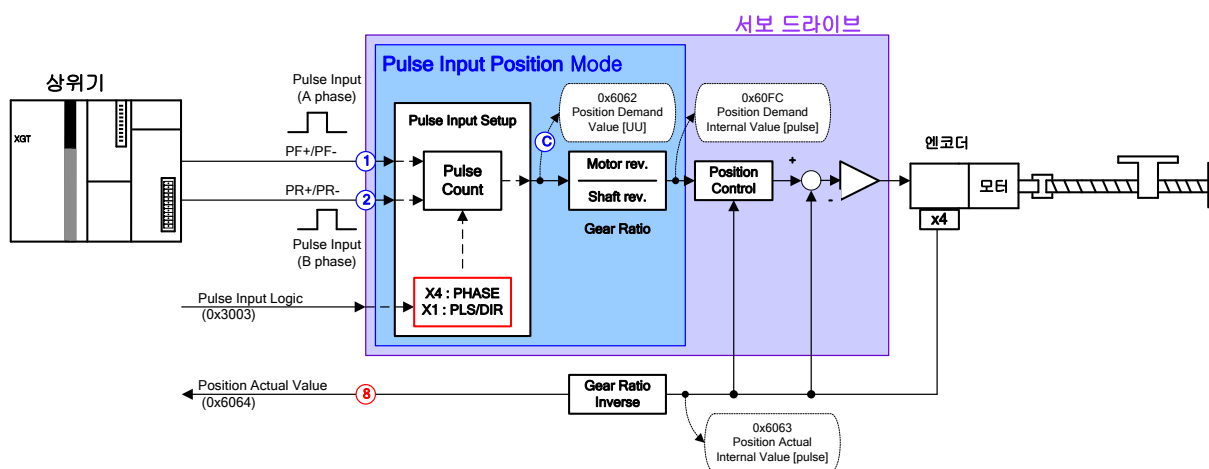 서보 드라이브
상위기
XGT
Pulse Input
(A phase)
PF+/PF-
1
PR+/PR-
2
Pulse Input
(B phase)
Pulse Input Logic
(0x3003)
Pulse Input Position Mode
Pulse Input Setup
Pulse
Count
X4 : PHASE
X1 : PLS/DIR
C
0x6062
Position Demand
Value [UU]
Motor rev.
Shaft rev.
Gear Ratio
0x60FC
Position Demand
Internal Value [pulse]
Position
Control
+
-
엔코더
모터
x4
Position Actual Value
(0x6064)
8
Gear Ratio
Inverse
0x6063
Position Actual
Internal Value [pulse]